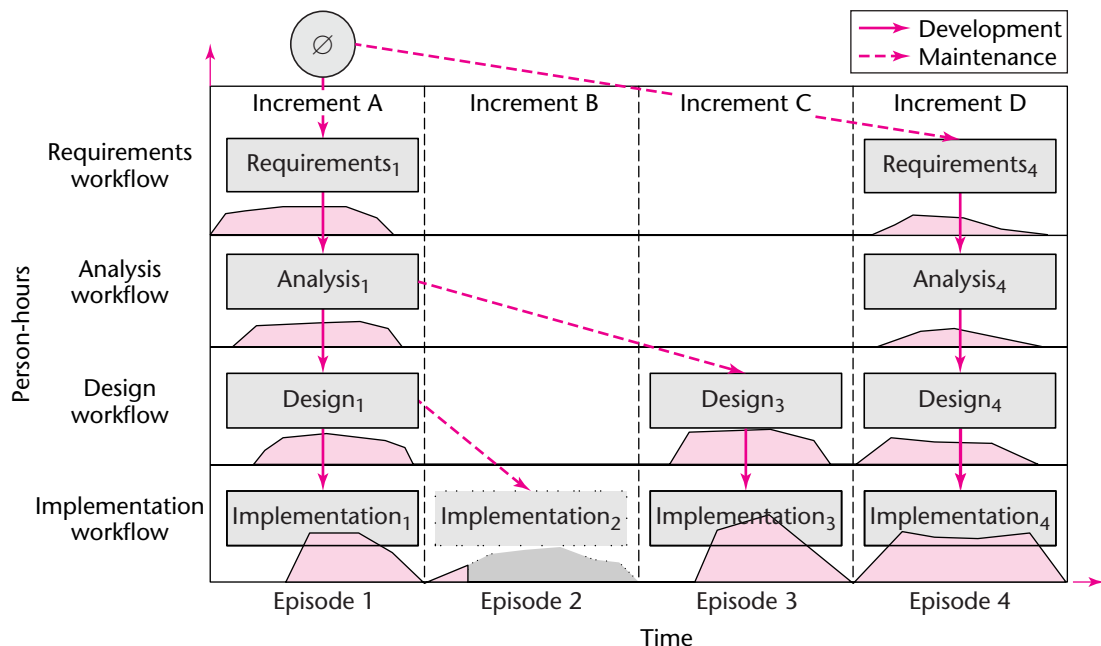 ∅
Development
Maintenance
Increment A
Increment B
Increment C
Increment D
Person-hours
Requirements
workflow
Requirements₁
Requirements₄
Analysis
workflow
Analysis₁
Analysis₄
Design
workflow
Design₁
Design₃
Design₄
Implementation
workflow
Implementation₁
Implementation₂
Implementation₃
Implementation₄
Episode 1
Episode 2
Episode 3
Episode 4
Time